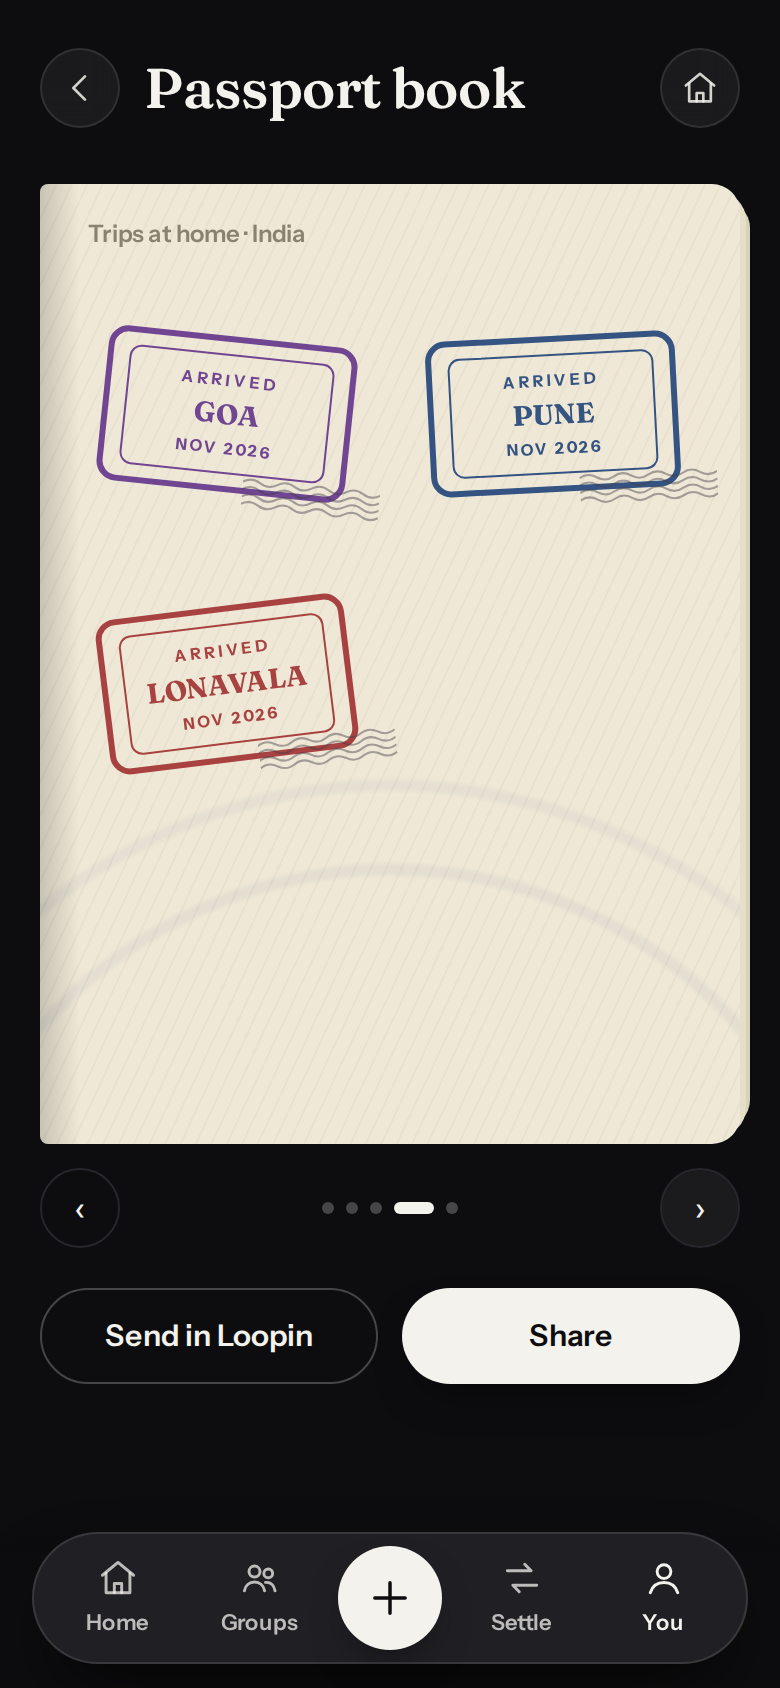 Passport book
Trips at home · India
ARRIVED
GOA
NOV 2026
ARRIVED
PUNE
NOV 2026
ARRIVED
LONAVALA
NOV 2026
Send in Loopin
Share
Home
Groups
Settle
You